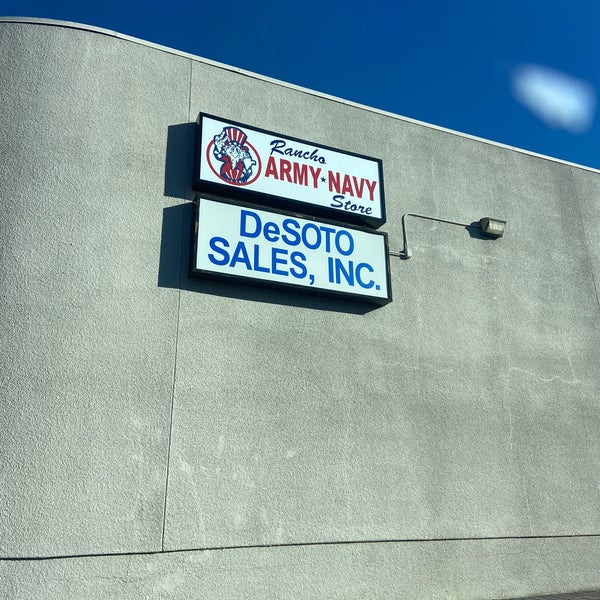 Rancho
ARMY★NAVY
Store
DeSOTO
SALES, INC.